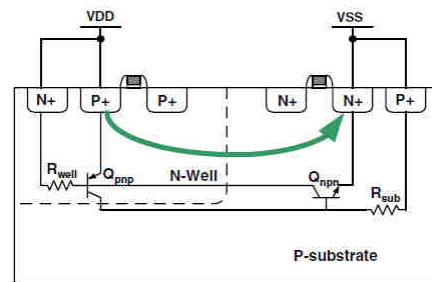 VDD VSS
N+ P+ P+ N+ N+ P+
Rwell Qpnp N-Well Qnpn Rsub
P-substrate